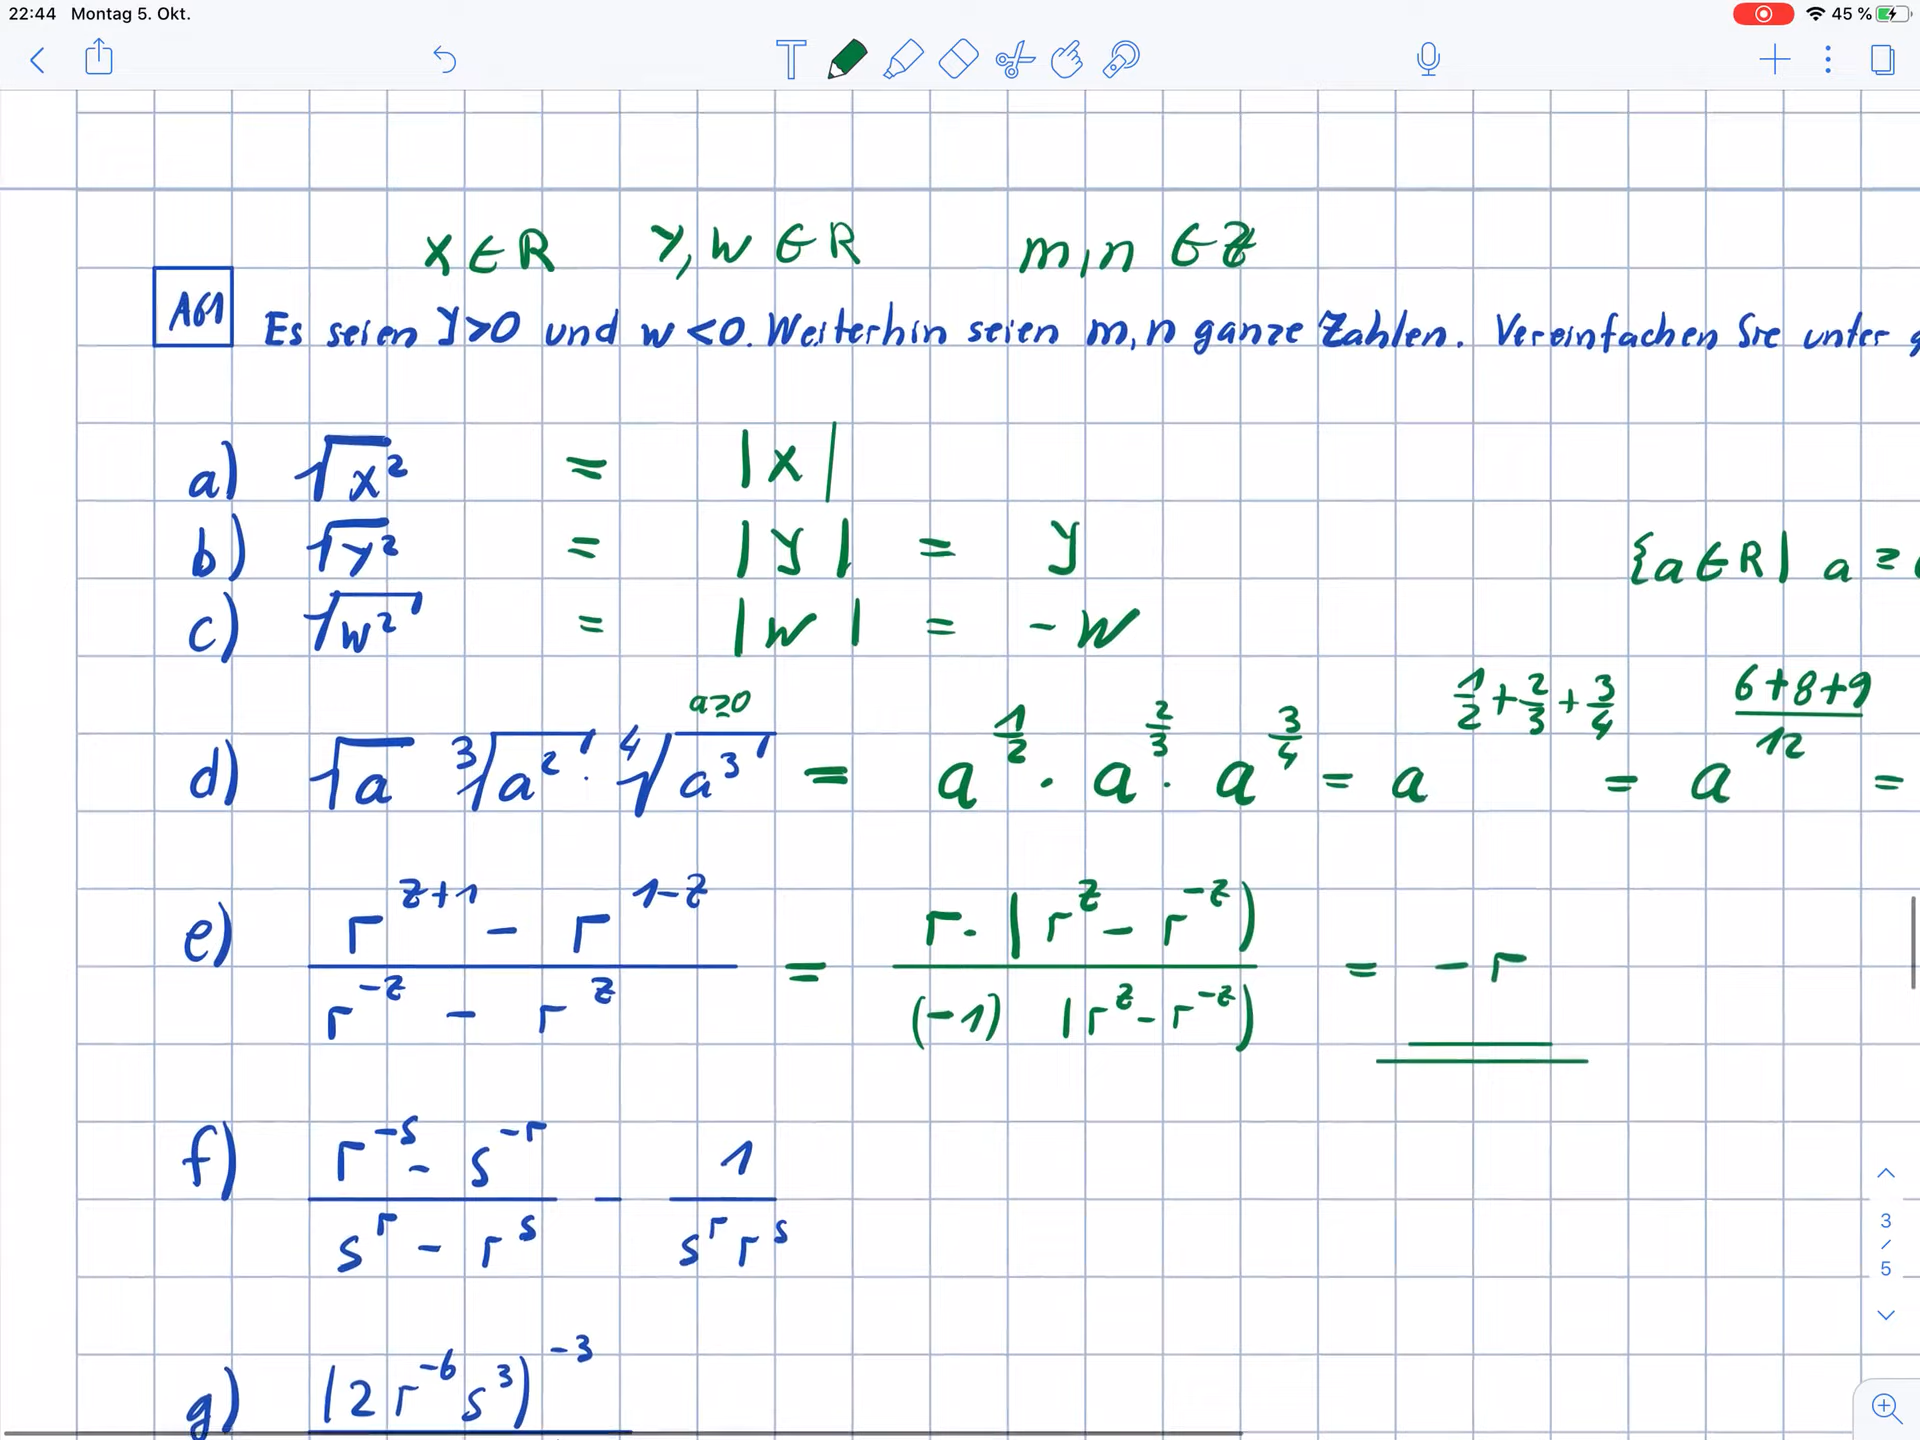 22:44 Montag 5. Okt. 45 %
x ∈ R y, w ∈ R m, n ∈ Z
A61 Es seien y>0 und w<0. Weiterhin seien m, n ganze Zahlen. Vereinfachen Sie unter
a) √x² = |x|
b) √y² = |y| = y
{a ∈ R | a ≥
c) √w² = |w| = -w
a≥0
d) √a ³√a² · ⁴√a³ = a^(1/2) · a^(2/3) · a^(3/4) = a^(1/2+2/3+3/4) = a^((6+8+9)/12) =
e) (r^(z+1) - r^(1-z))/(r^(-z) - r^z) = (r·(r^z - r^(-z)))/((-1) (r^z - r^(-z))) = -r
f) (r^(-s) - s^(-r))/(s^r - r^s) - 1/(s^r r^s)
g) (2 r^(-6) s^3)^(-3)
3
/
5